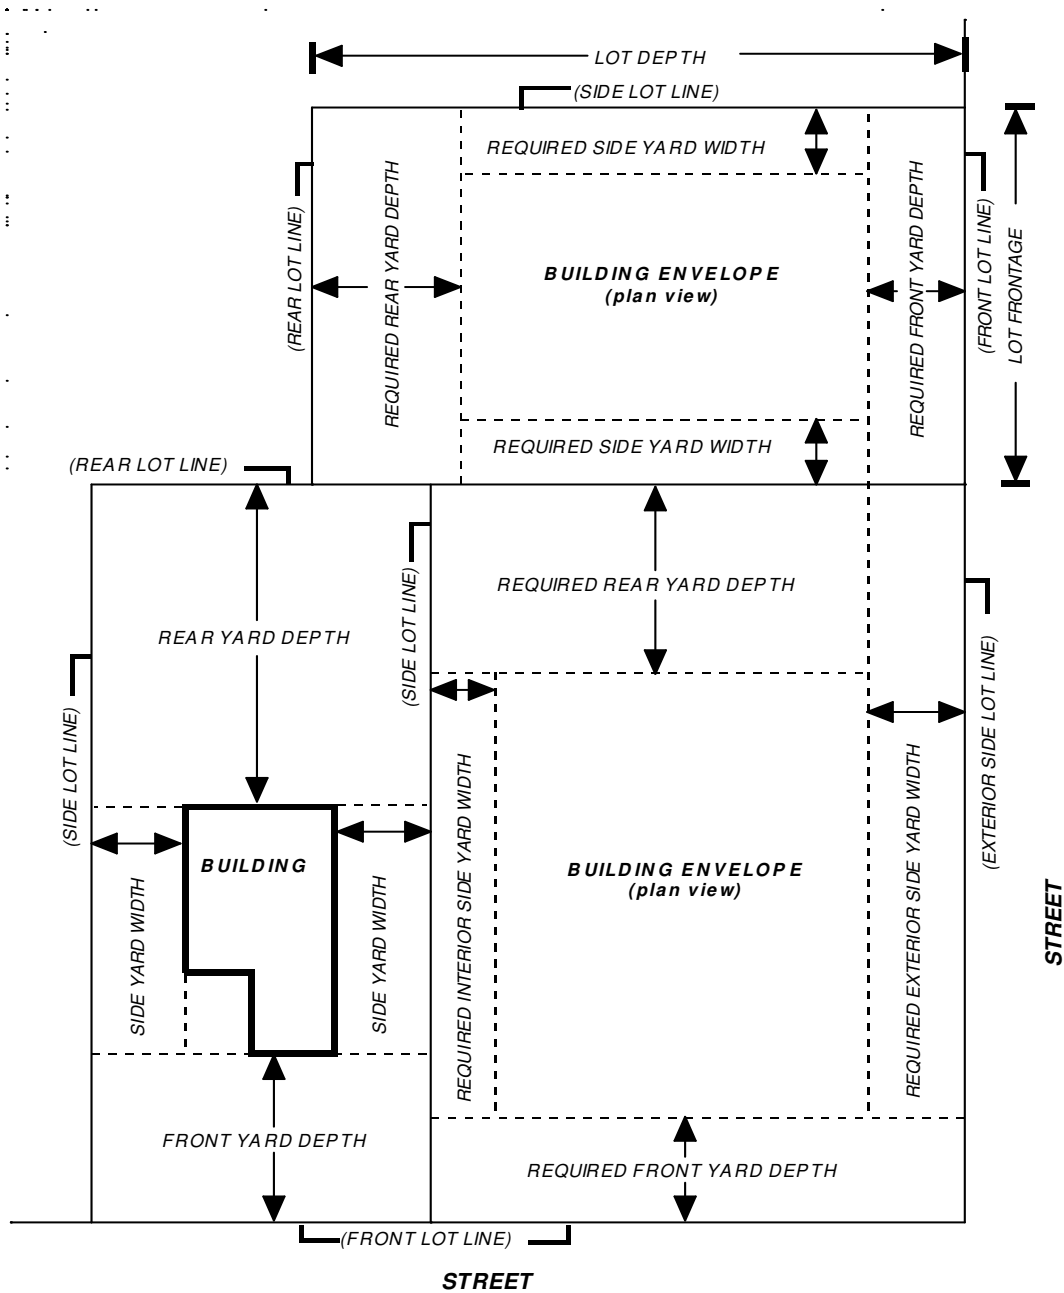 LOT DEPTH
(SIDE LOT LINE)
REQUIRED SIDE YARD WIDTH
(REAR LOT LINE)
REQUIRED REAR YARD DEPTH
BUILDING ENVELOPE
(plan view)
REQUIRED FRONT YARD DEPTH
(FRONT LOT LINE)
LOT FRONTAGE
REQUIRED SIDE YARD WIDTH
(REAR LOT LINE)
(SIDE LOT LINE)
REQUIRED REAR YARD DEPTH
REAR YARD DEPTH
(SIDE LOT LINE)
(EXTERIOR SIDE LOT LINE)
BUILDING
BUILDING ENVELOPE
(plan view)
SIDE YARD WIDTH
SIDE YARD WIDTH
REQUIRED INTERIOR SIDE YARD WIDTH
REQUIRED EXTERIOR SIDE YARD WIDTH
STREET
FRONT YARD DEPTH
REQUIRED FRONT YARD DEPTH
(FRONT LOT LINE)
STREET